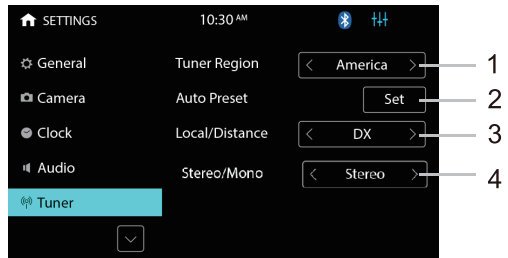 SETTINGS 10:30 AM
General Tuner Region America 1
Camera Auto Preset Set 2
Clock Local/Distance DX 3
Audio Stereo/Mono Stereo 4
Tuner